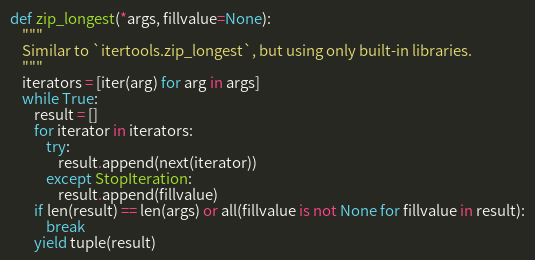 def zip_longest(*args, fillvalue=None):
    """
    Similar to `itertools.zip_longest`, but using only built-in libraries.
    """
    iterators = [iter(arg) for arg in args]
    while True:
        result = []
        for iterator in iterators:
            try:
                result.append(next(iterator))
            except StopIteration:
                result.append(fillvalue)
        if len(result) == len(args) or all(fillvalue is not None for fillvalue in result):
            break
        yield tuple(result)